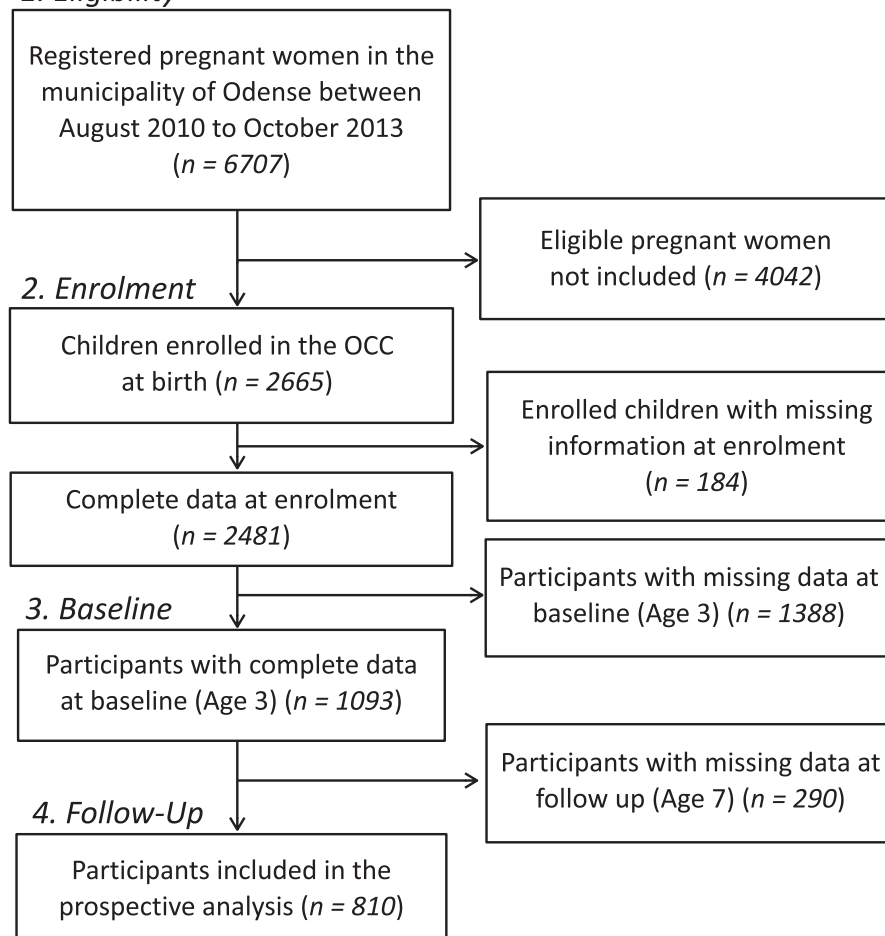 1. Eligibility
Registered pregnant women in the
municipality of Odense between
August 2010 to October 2013
(n = 6707)
Eligible pregnant women
not included (n = 4042)
2. Enrolment
Children enrolled in the OCC
at birth (n = 2665)
Enrolled children with missing
information at enrolment
(n = 184)
Complete data at enrolment
(n = 2481)
Participants with missing data at
baseline (Age 3) (n = 1388)
3. Baseline
Participants with complete data
at baseline (Age 3) (n = 1093)
Participants with missing data at
follow up (Age 7) (n = 290)
4. Follow-Up
Participants included in the
prospective analysis (n = 810)